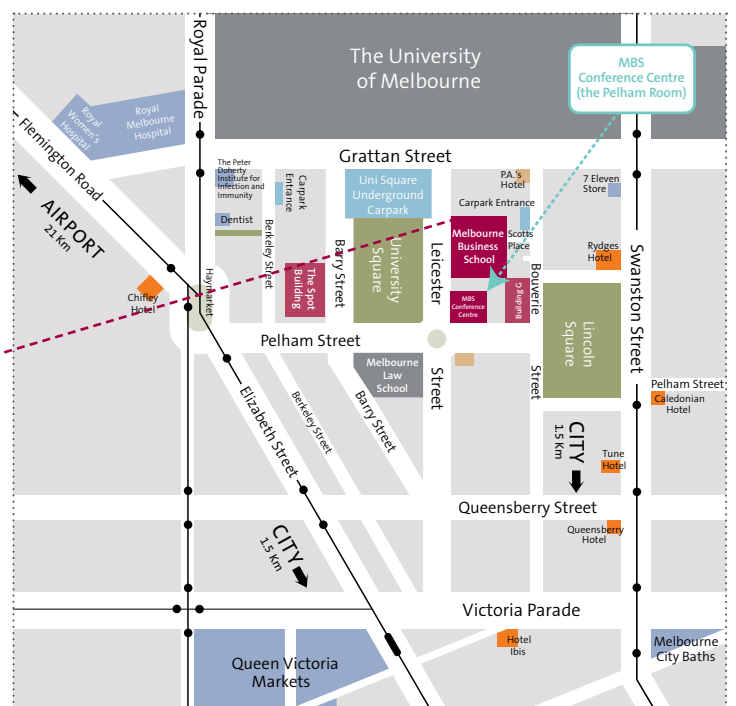 Royal Parade
The University
of Melbourne
MBS
Conference Centre
(the Pelham Room)
Royal
Women's
Hospital
Royal
Melbourne
Hospital
Flemington Road
AIRPORT
21 Km
Grattan Street
The Peter
Doherty
Institute for
Infection and
Immunity
Carpark
Entrance
Uni Square
Underground
Carpark
P.A.'s
Hotel
7 Eleven
Store
Carpark Entrance
Dentist
Berkeley Street
Barry Street
University
Square
Leicester
Melbourne
Business
School
Scotts
Place
Rydges
Hotel
Swanston Street
Haymarket
Chifley
Hotel
The Spot
Building
MBS
Conference
Centre
Building G
Bouverie
Lincoln
Square
Pelham Street
Melbourne
Law
School
Street
Street
Pelham Street
Caledonian
Hotel
Elizabeth Street
Berkeley Street
Barry Street
CITY
1.5 Km
Tune
Hotel
Queensberry Street
Queensberry
Hotel
CITY
1.5 Km
Victoria Parade
Hotel
Ibis
Melbourne
City Baths
Queen Victoria
Markets